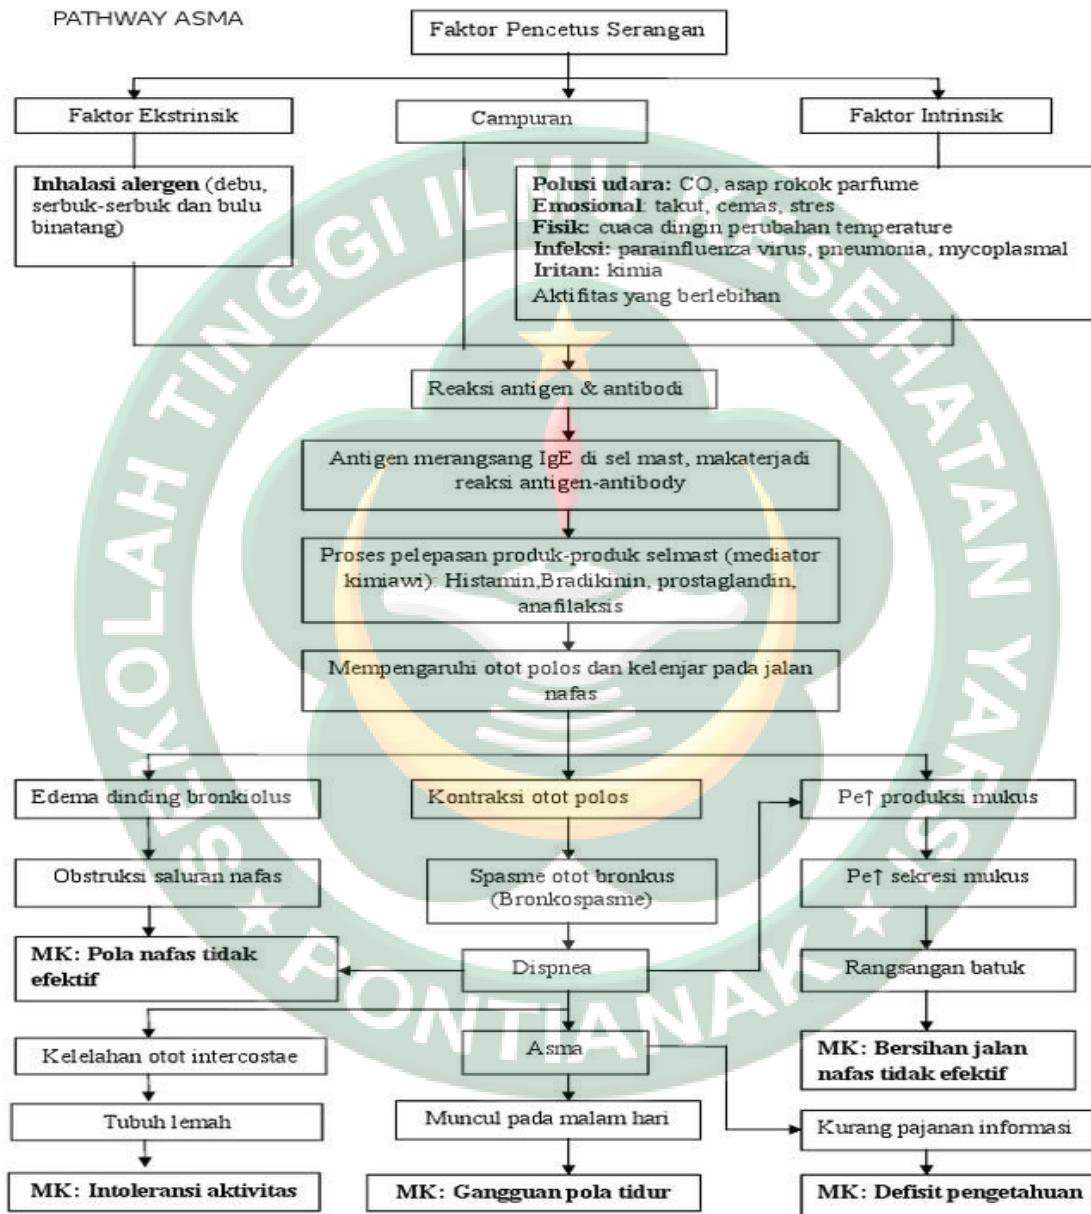 PATHWAY ASMA
Faktor Pencetus Serangan
Faktor Ekstrinsik
Campuran
Faktor Intrinsik
Inhalasi alergen (debu,
serbuk-serbuk dan bulu
binatang)
Polusi udara: CO, asap rokok parfume
Emosional: takut, cemas, stres
Fisik: cuaca dingin perubahan temperature
Infeksi: parainfluenza virus, pneumonia, mycoplasmal
Iritan: kimia
Aktifitas yang berlebihan
Reaksi antigen & antibodi
Antigen merangsang IgE di sel mast, makaterjadi
reaksi antigen-antibody
Proses pelepasan produk-produk selmast (mediator
kimiawi): Histamin,Bradikinin, prostaglandin,
anafilaksis
Mempengaruhi otot polos dan kelenjar pada jalan
nafas
Edema dinding bronkiolus
Kontraksi otot polos
Pe↑ produksi mukus
Obstruksi saluran nafas
Spasme otot bronkus
(Bronkospasme)
Pe↑ sekresi mukus
MK: Pola nafas tidak
efektif
Dispnea
Rangsangan batuk
Kelelahan otot intercostae
Asma
MK: Bersihan jalan
nafas tidak efektif
Tubuh lemah
Muncul pada malam hari
Kurang pajanan informasi
MK: Intoleransi aktivitas
MK: Gangguan pola tidur
MK: Defisit pengetahuan
SEKOLAH TINGGI ILMU KESEHATAN YARSI
PONTIANAK